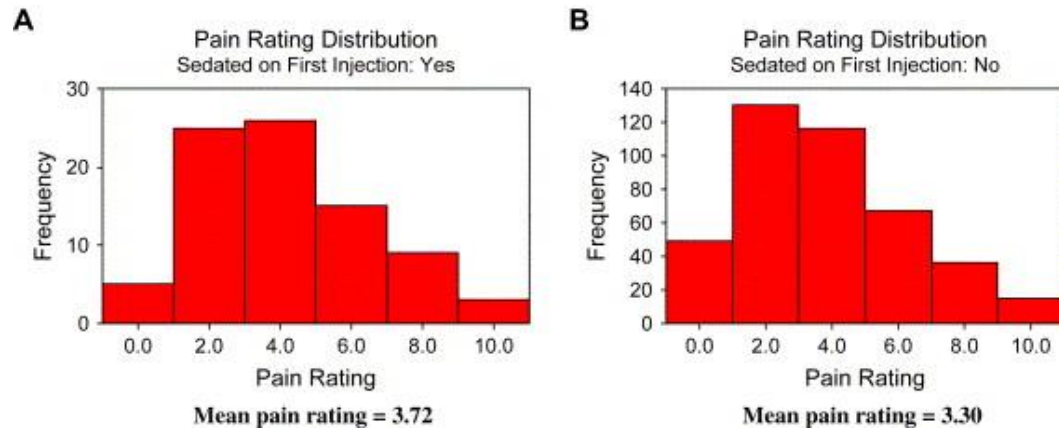 A
Pain Rating Distribution
Sedated on First Injection: Yes
30
20
10
0
Frequency
0.0 2.0 4.0 6.0 8.0 10.0
Pain Rating
Mean pain rating = 3.72
B
Pain Rating Distribution
Sedated on First Injection: No
140
120
100
80
60
40
20
0
Frequency
0.0 2.0 4.0 6.0 8.0 10.0
Pain Rating
Mean pain rating = 3.30